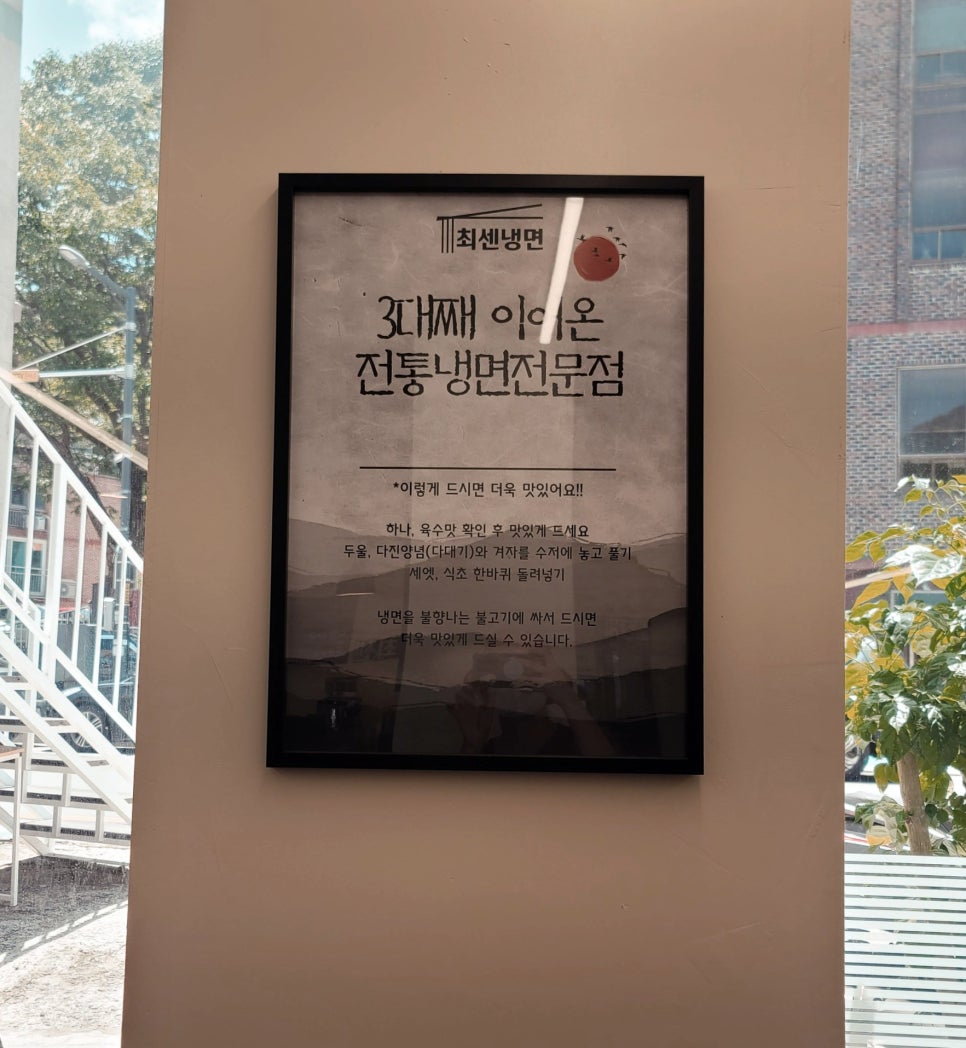 최센냉면
3대째 이어온
전통냉면전문점
*이렇게 드시면 더욱 맛있어요!!
하나, 육수맛 확인 후 맛있게 드세요
두울, 다진양념(다대기)와 겨자를 수저에 놓고 풀기
세엣, 식초 한바퀴 돌려넣기
냉면을 불향나는 불고기에 싸서 드시면
더욱 맛있게 드실 수 있습니다.